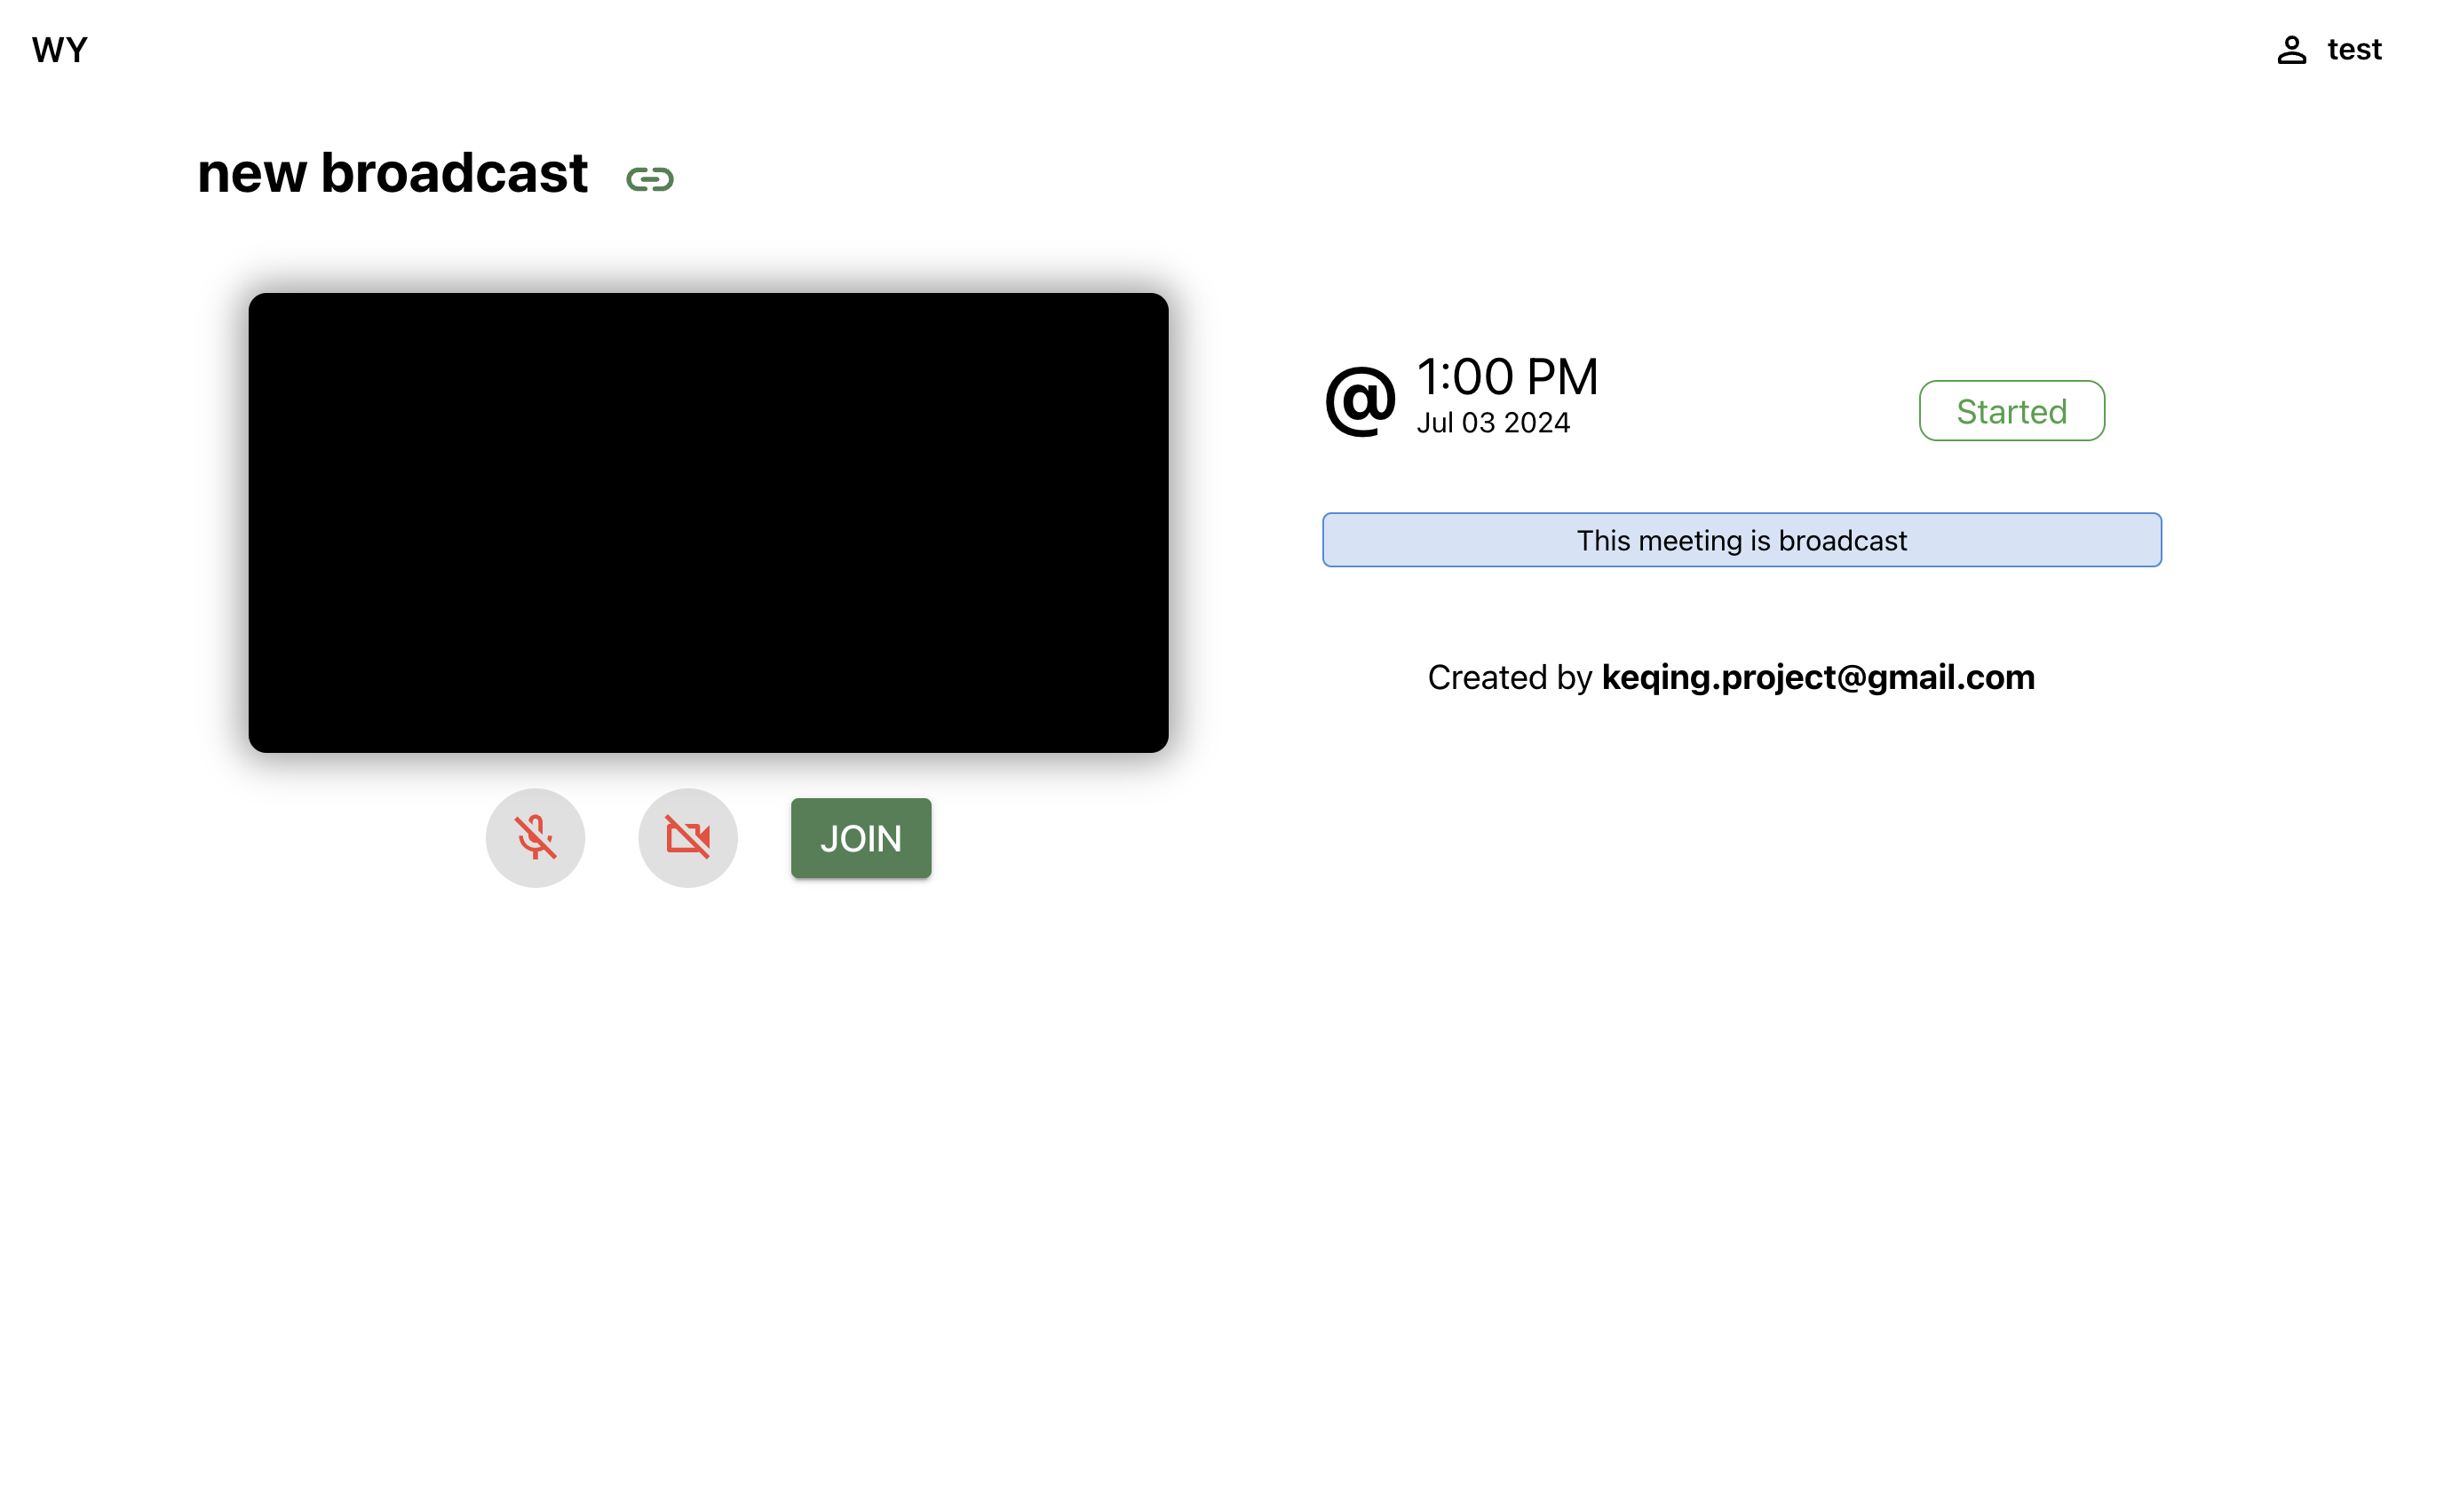 WY
test
new broadcast
@
1:00 PM
Jul 03 2024
Started
This meeting is broadcast
Created by keqing.project@gmail.com
JOIN